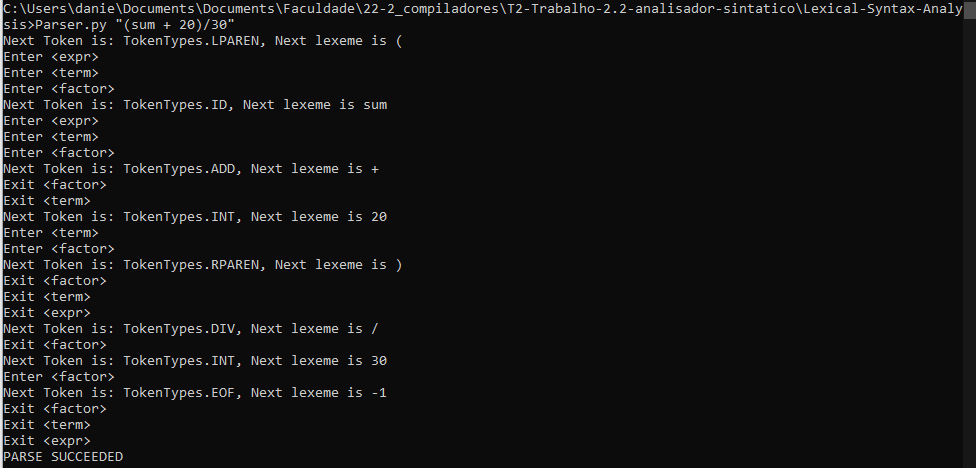 C:\Users\danie\Documents\Documents\Faculdade\22-2_compiladores\T2-Trabalho-2.2-analisador-sintatico\Lexical-Syntax-Analy
sis>Parser.py "(sum + 20)/30"
Next Token is: TokenTypes.LPAREN, Next lexeme is (
Enter <expr>
Enter <term>
Enter <factor>
Next Token is: TokenTypes.ID, Next lexeme is sum
Enter <expr>
Enter <term>
Enter <factor>
Next Token is: TokenTypes.ADD, Next lexeme is +
Exit <factor>
Exit <term>
Next Token is: TokenTypes.INT, Next lexeme is 20
Enter <term>
Enter <factor>
Next Token is: TokenTypes.RPAREN, Next lexeme is )
Exit <factor>
Exit <term>
Exit <expr>
Next Token is: TokenTypes.DIV, Next lexeme is /
Exit <factor>
Next Token is: TokenTypes.INT, Next lexeme is 30
Enter <factor>
Next Token is: TokenTypes.EOF, Next lexeme is -1
Exit <factor>
Exit <term>
Exit <expr>
PARSE SUCCEEDED